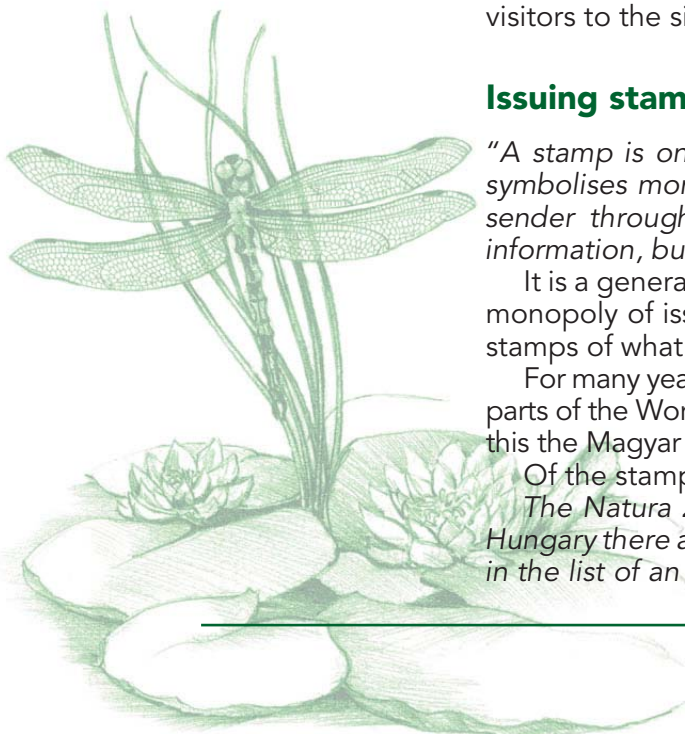 visitors to the si
Issuing stam
“A stamp is on
symbolises mor
sender through
information, bu
It is a genera
monopoly of iss
stamps of what
For many yea
parts of the Wor
this the Magyar
Of the stamp
The Natura
Hungary there a
in the list of an